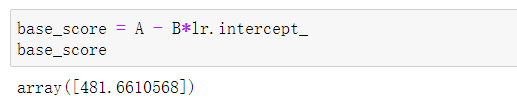 base_score = A - B*lr.intercept_
base_score
array([481.6610568])